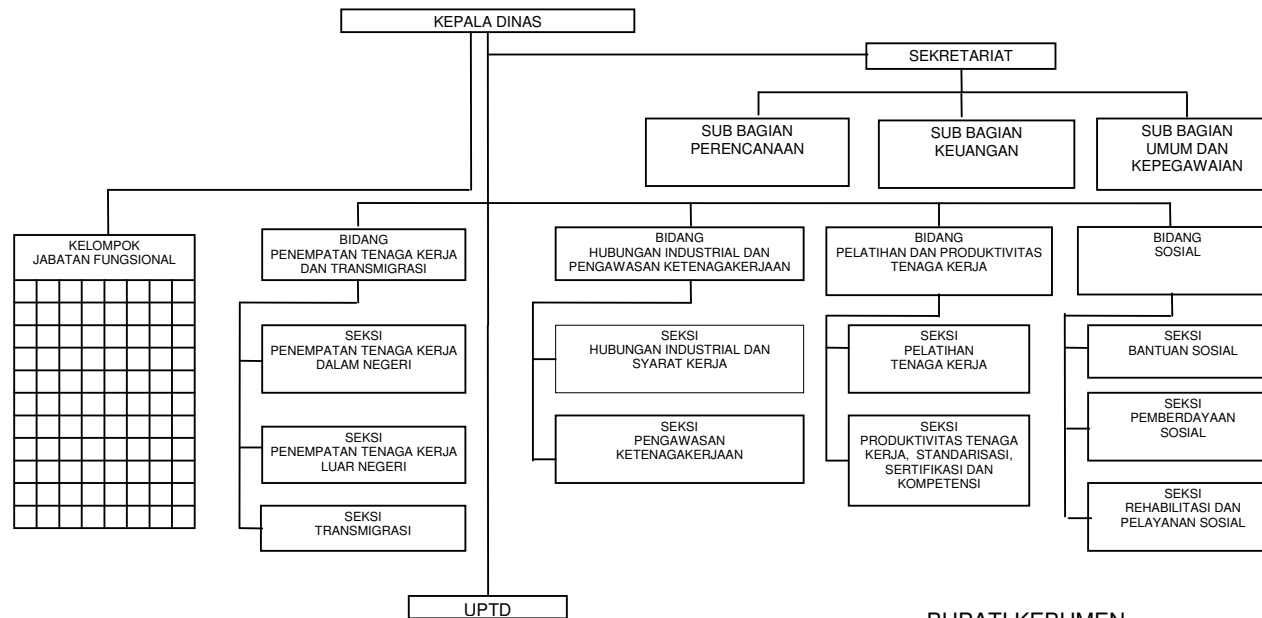 KEPALA DINAS
SEKRETARIAT
SUB BAGIAN
PERENCANAAN
SUB BAGIAN
KEUANGAN
SUB BAGIAN
UMUM DAN
KEPEGAWAIAN
KELOMPOK
JABATAN FUNGSIONAL
BIDANG
PENEMPATAN TENAGA KERJA
DAN TRANSMIGRASI
BIDANG
HUBUNGAN INDUSTRIAL DAN
PENGAWASAN KETENAGAKERJAAN
BIDANG
PELATIHAN DAN PRODUKTIVITAS
TENAGA KERJA
BIDANG
SOSIAL
SEKSI
PENEMPATAN TENAGA KERJA
DALAM NEGERI
SEKSI
HUBUNGAN INDUSTRIAL DAN
SYARAT KERJA
SEKSI
PELATIHAN
TENAGA KERJA
SEKSI
BANTUAN SOSIAL
SEKSI
PENEMPATAN TENAGA KERJA
LUAR NEGERI
SEKSI
PENGAWASAN
KETENAGAKERJAAN
SEKSI
PRODUKTIVITAS TENAGA
KERJA, STANDARISASI,
SERTIFIKASI DAN
KOMPETENSI
SEKSI
PEMBERDAYAAN
SOSIAL
SEKSI
TRANSMIGRASI
SEKSI
REHABILITASI DAN
PELAYANAN SOSIAL
UPTD
BUPATI KEBUMEN